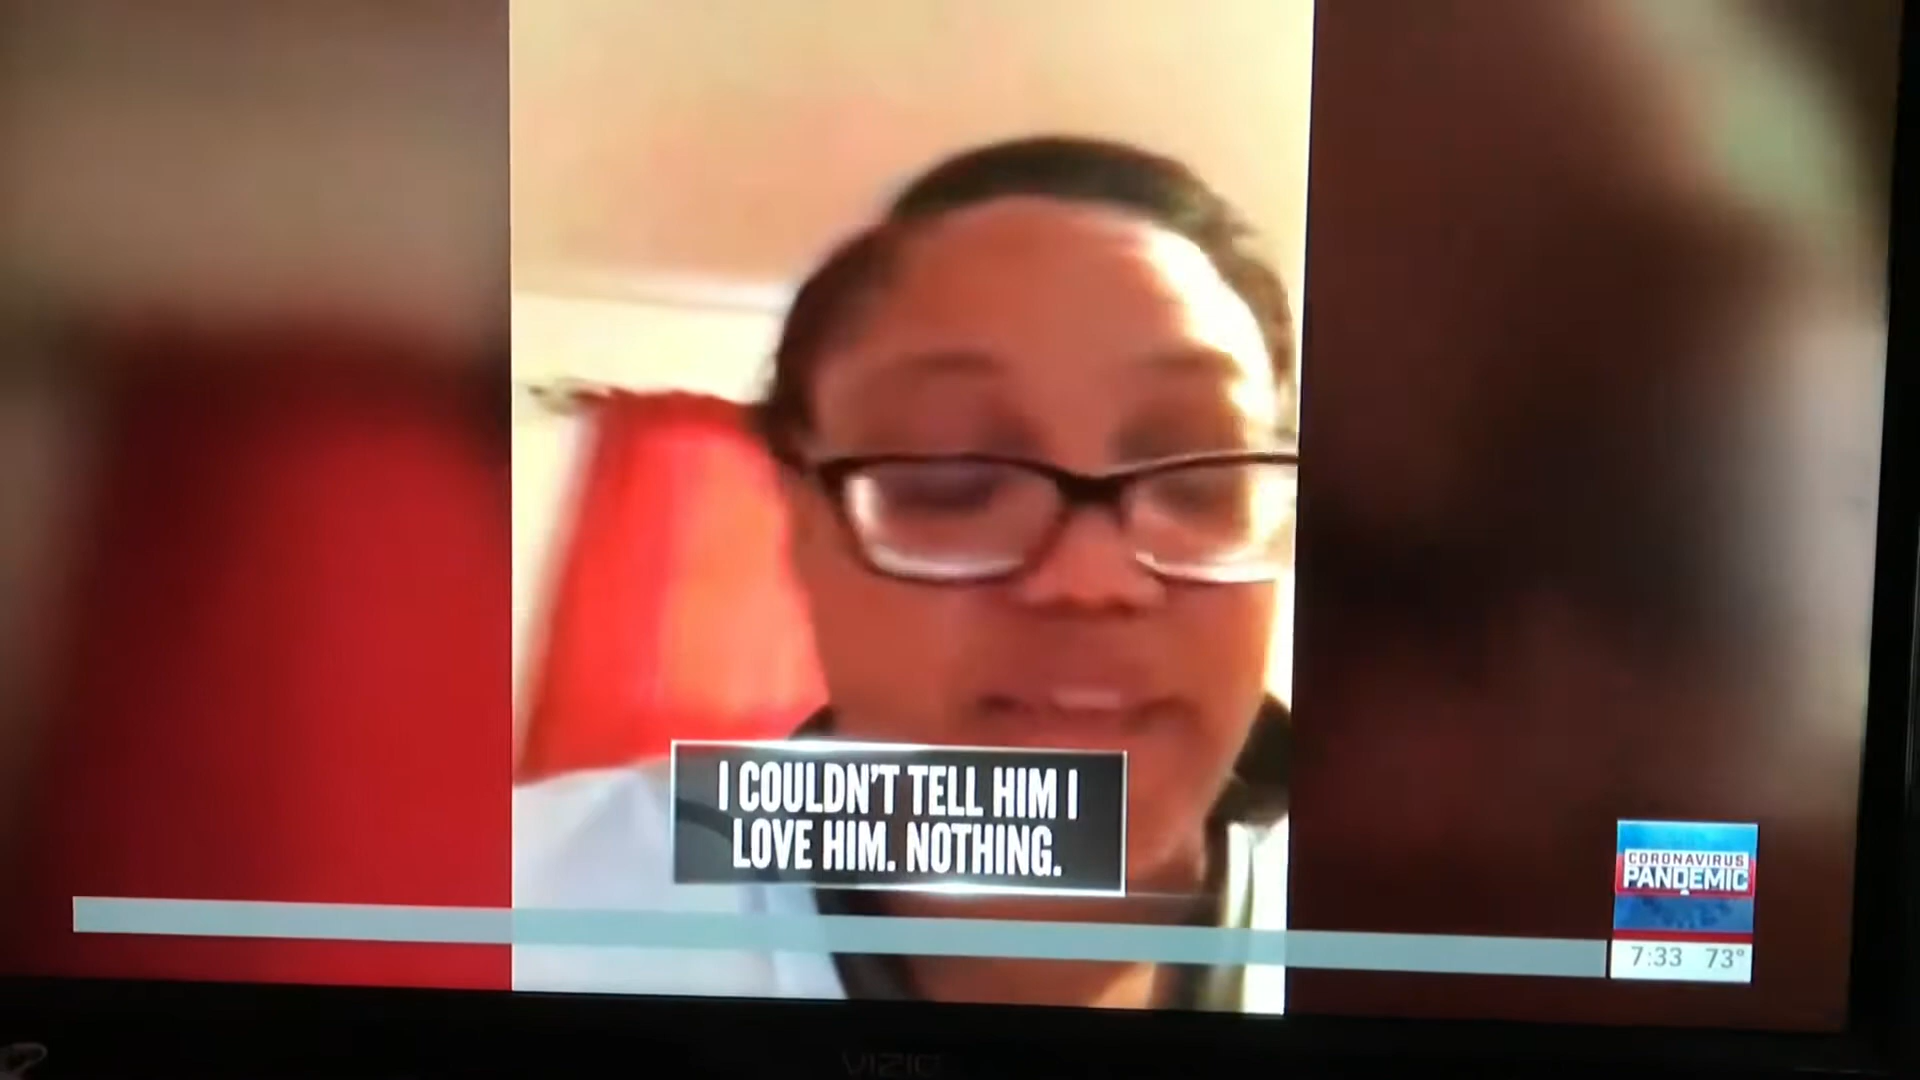 I COULDN'T TELL HIM I
LOVE HIM. NOTHING.
CORONAVIRUS
PANDEMIC
7:33 73°
VIZIO